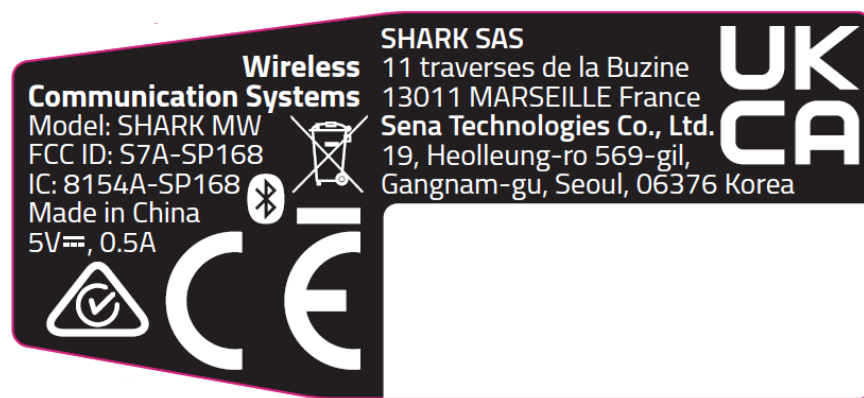 Wireless
Communication Systems
Model: SHARK MW
FCC ID: S7A-SP168
IC: 8154A-SP168
Made in China
5V⎓, 0.5A
CE
SHARK SAS
11 traverses de la Buzine
13011 MARSEILLE France
Sena Technologies Co., Ltd.
19, Heolleung-ro 569-gil,
Gangnam-gu, Seoul, 06376 Korea
UK
CA